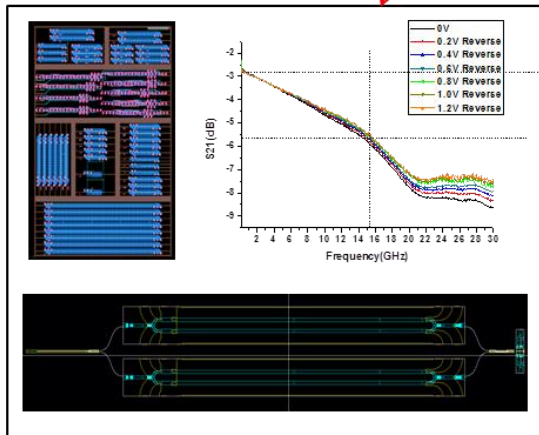 0V
0.2V Reverse
0.4V Reverse
0.6V Reverse
0.8V Reverse
1.0V Reverse
1.2V Reverse
-2
-3
-4
-5
-6
-7
-8
-9
S21(dB)
2 4 6 8 10 12 14 16 18 20 22 24 26 28 30
Frequency(GHz)